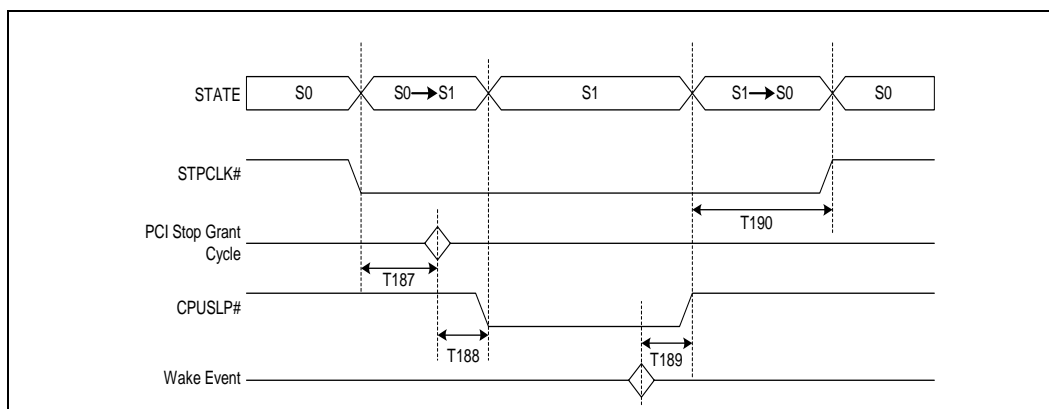 STATE
S0
S0→S1
S1
S1→S0
S0
STPCLK#
T190
PCI Stop Grant
Cycle
T187
CPUSLP#
T188
T189
Wake Event